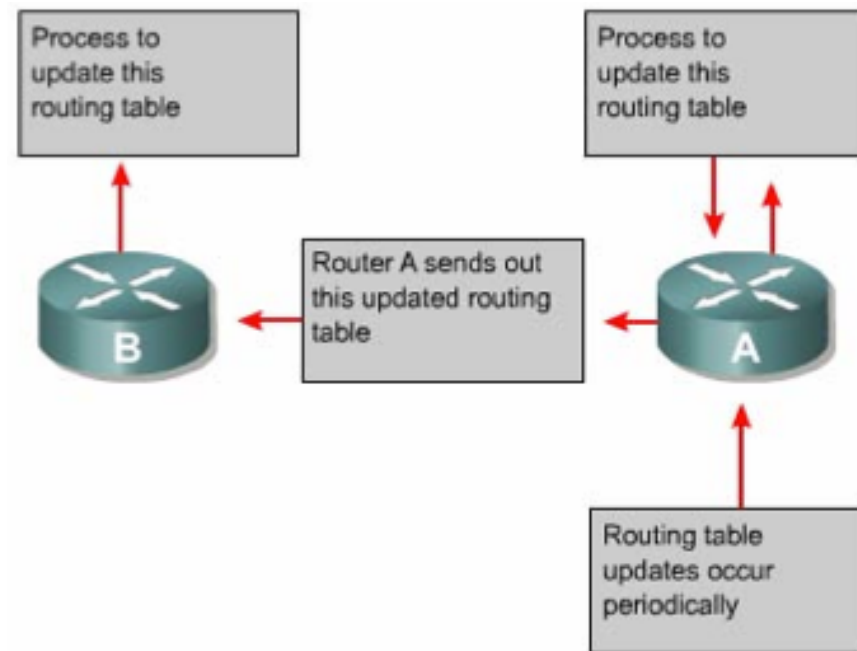 Process to
update this
routing table
Process to
update this
routing table
Router A sends out
this updated routing
table
B
A
Routing table
updates occur
periodically